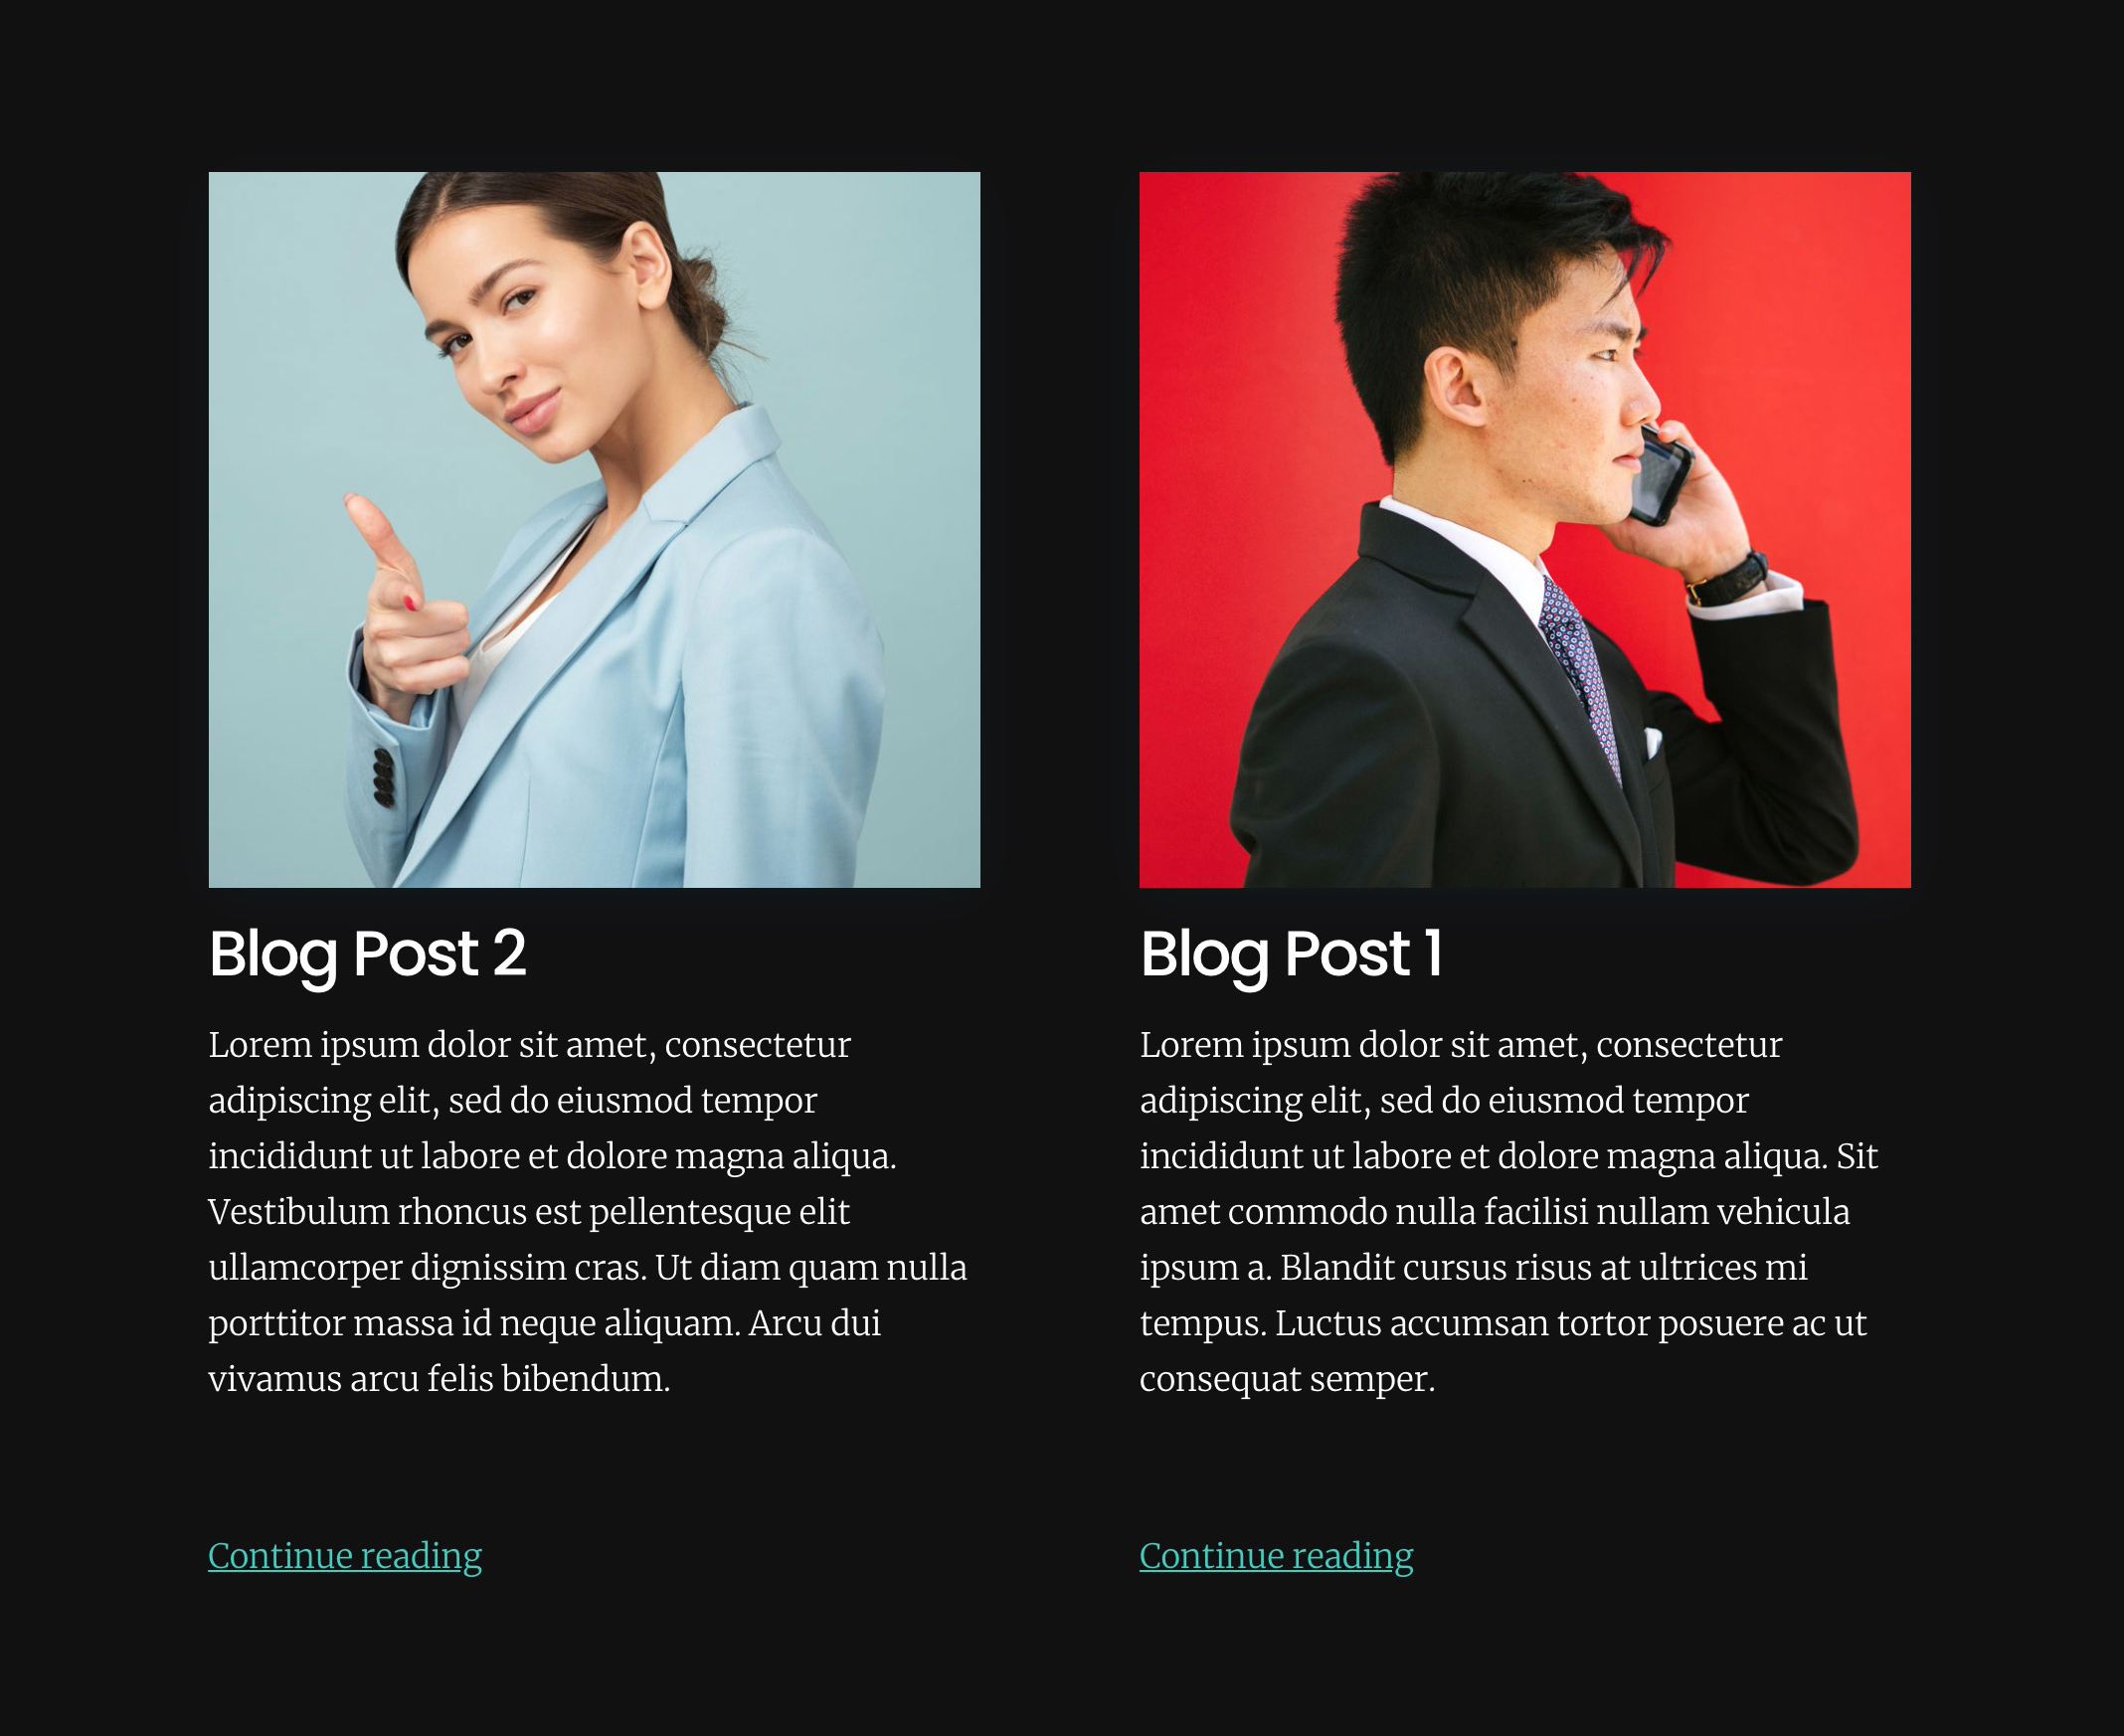 Blog Post 2
Lorem ipsum dolor sit amet, consectetur
adipiscing elit, sed do eiusmod tempor
incididunt ut labore et dolore magna aliqua.
Vestibulum rhoncus est pellentesque elit
ullamcorper dignissim cras. Ut diam quam nulla
porttitor massa id neque aliquam. Arcu dui
vivamus arcu felis bibendum.
Continue reading
Blog Post 1
Lorem ipsum dolor sit amet, consectetur
adipiscing elit, sed do eiusmod tempor
incididunt ut labore et dolore magna aliqua. Sit
amet commodo nulla facilisi nullam vehicula
ipsum a. Blandit cursus risus at ultrices mi
tempus. Luctus accumsan tortor posuere ac ut
consequat semper.
Continue reading